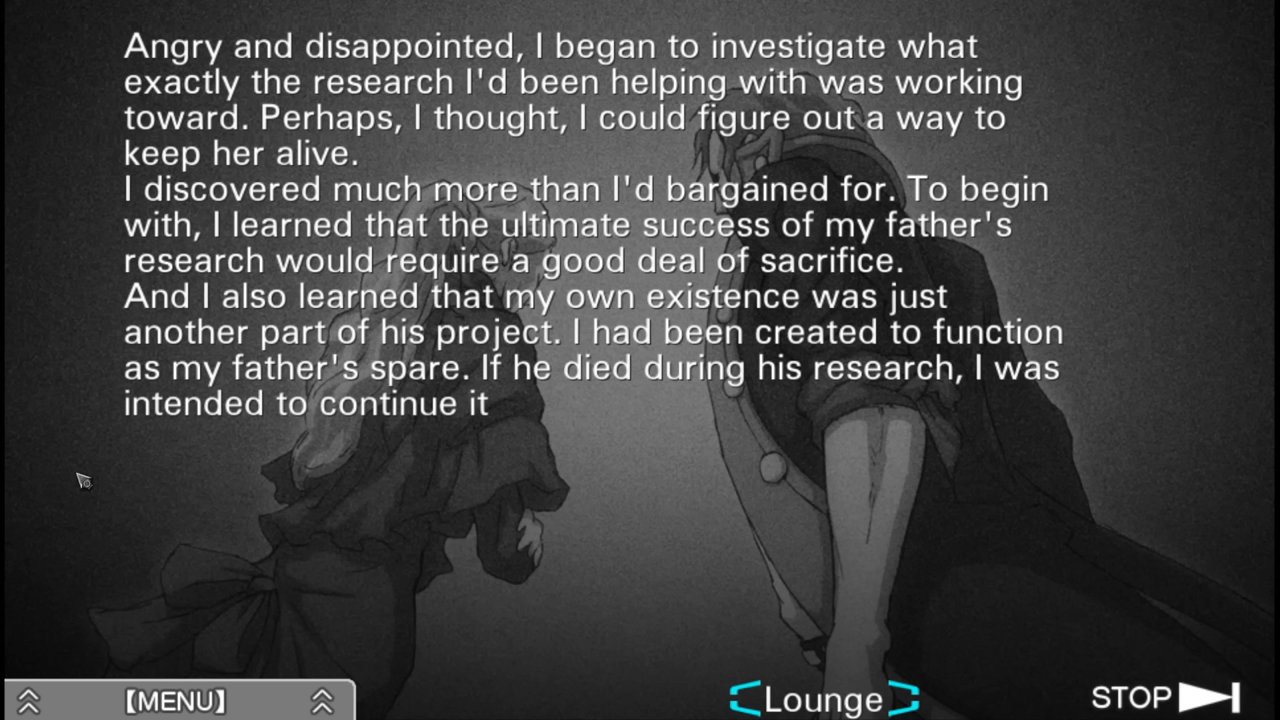 Angry and disappointed, I began to investigate what
exactly the research I'd been helping with was working
toward. Perhaps, I thought, I could figure out a way to
keep her alive.
I discovered much more than I'd bargained for. To begin
with, I learned that the ultimate success of my father's
research would require a good deal of sacrifice.
And I also learned that my own existence was just
another part of his project. I had been created to function
as my father's spare. If he died during his research, I was
intended to continue it
【MENU】
Lounge
STOP